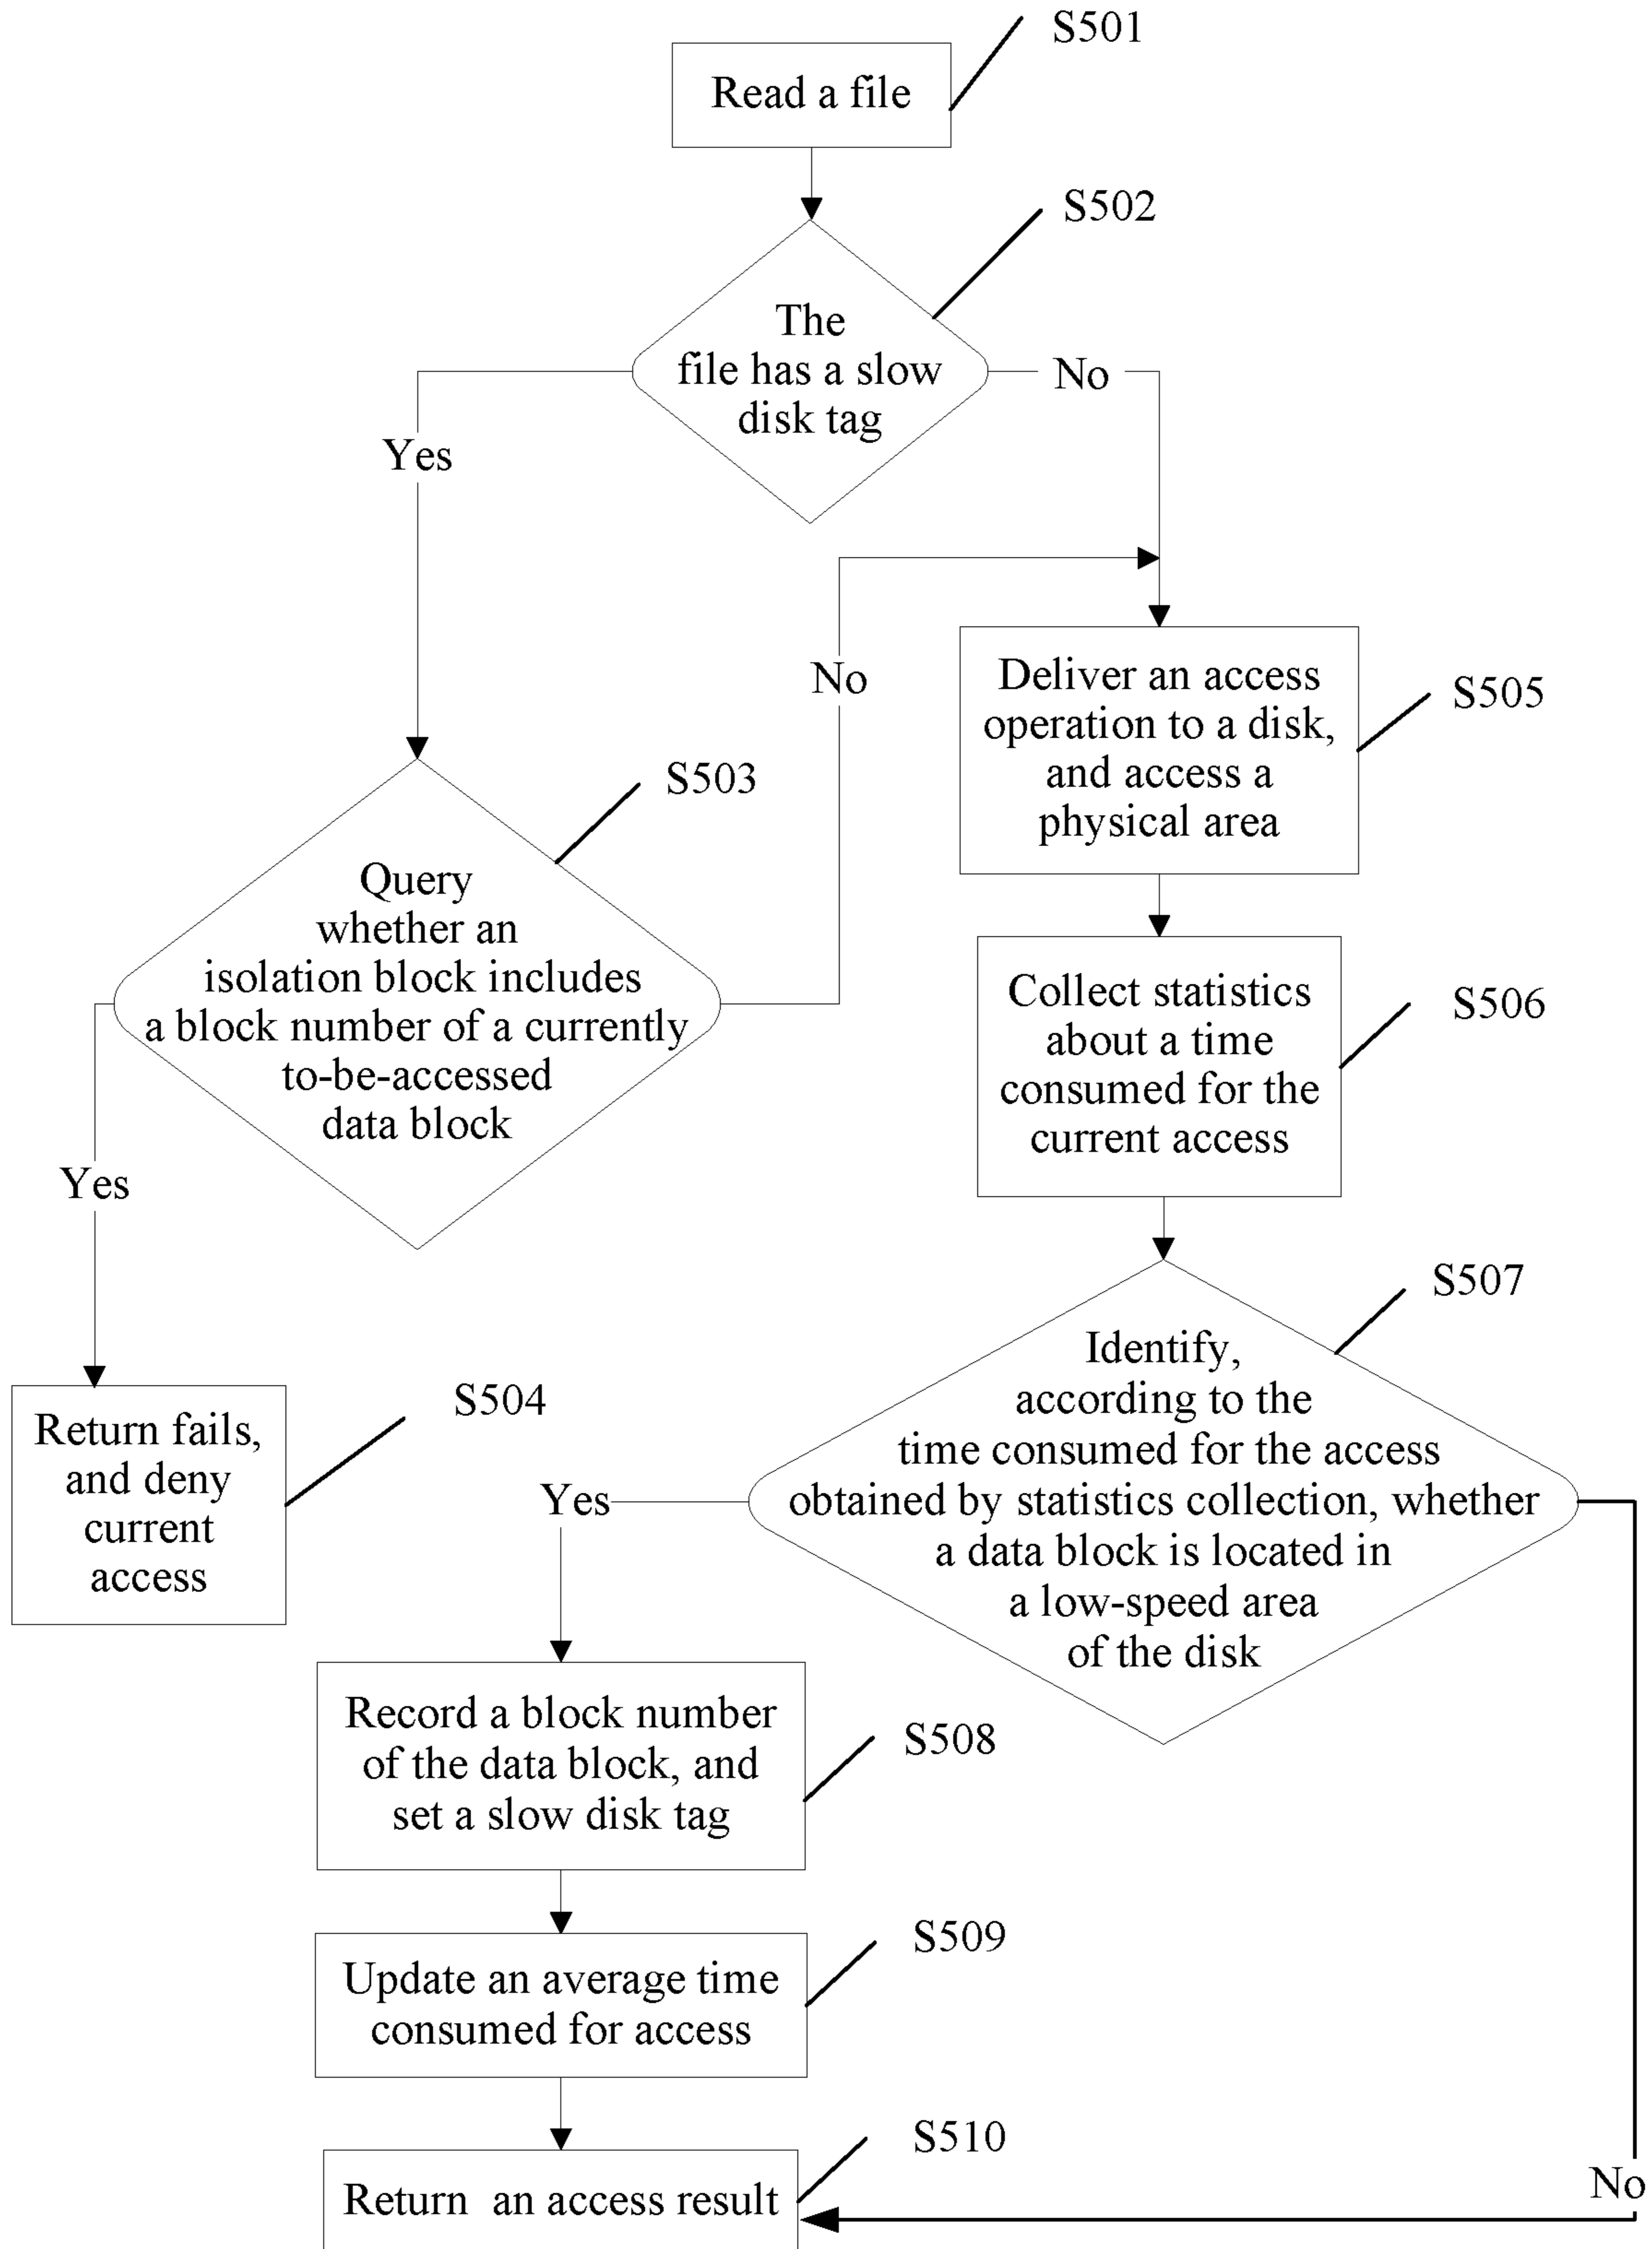 S501
Read a file
S502
The
file has a slow
disk tag
No
Yes
No
Deliver an access
operation to a disk,
and access a
physical area
S505
S503
Query
whether an
isolation block includes
a block number of a currently
to-be-accessed
data block
Collect statistics
about a time
consumed for the
current access
S506
Yes
S507
Identify,
according to the
time consumed for the access
obtained by statistics collection, whether
a data block is located in
a low-speed area
of the disk
S504
Return fails,
and deny
current
access
Yes
Record a block number
of the data block, and
set a slow disk tag
S508
S509
Update an average time
consumed for access
S510
Return an access result
No